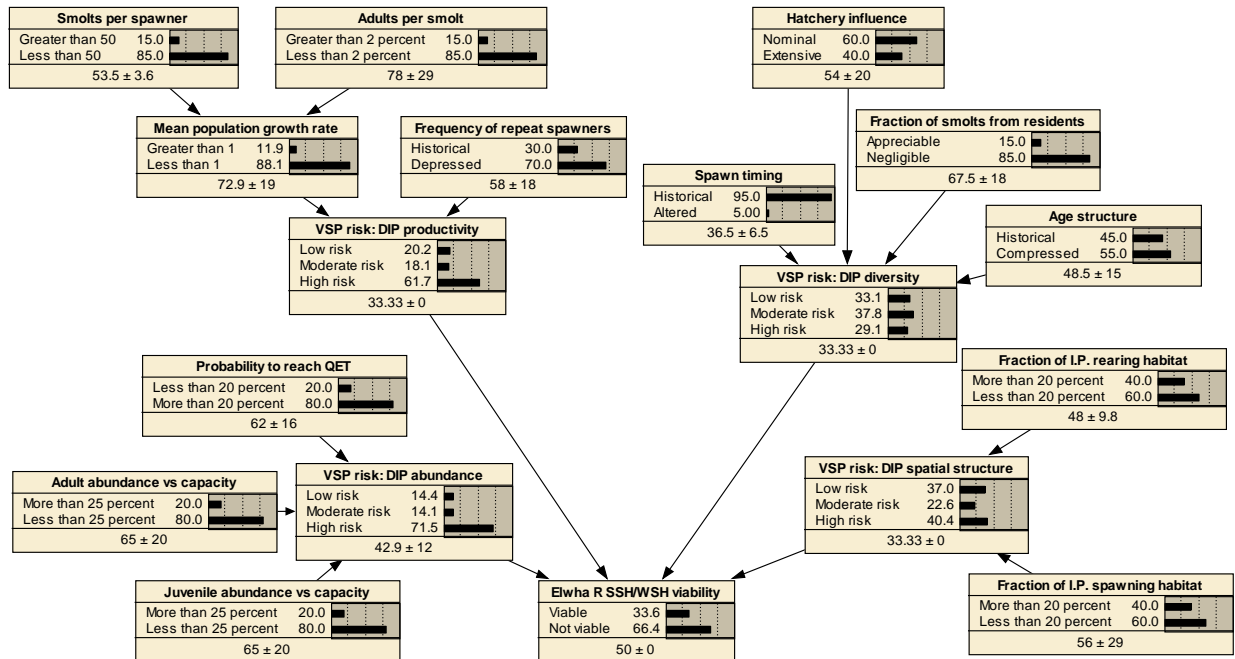 Smolts per spawner
Greater than 50 15.0
Less than 50 85.0
53.5 ± 3.6
Adults per smolt
Greater than 2 percent 15.0
Less than 2 percent 85.0
78 ± 29
Hatchery influence
Nominal 60.0
Extensive 40.0
54 ± 20
Mean population growth rate
Greater than 1 11.9
Less than 1 88.1
72.9 ± 19
Frequency of repeat spawners
Historical 30.0
Depressed 70.0
58 ± 18
Fraction of smolts from residents
Appreciable 15.0
Negligible 85.0
67.5 ± 18
Spawn timing
Historical 95.0
Altered 5.00
36.5 ± 6.5
Age structure
Historical 45.0
Compressed 55.0
48.5 ± 15
VSP risk: DIP productivity
Low risk 20.2
Moderate risk 18.1
High risk 61.7
33.33 ± 0
VSP risk: DIP diversity
Low risk 33.1
Moderate risk 37.8
High risk 29.1
33.33 ± 0
Probability to reach QET
Less than 20 percent 20.0
More than 20 percent 80.0
62 ± 16
Fraction of I.P. rearing habitat
More than 20 percent 40.0
Less than 20 percent 60.0
48 ± 9.8
Adult abundance vs capacity
More than 25 percent 20.0
Less than 25 percent 80.0
65 ± 20
VSP risk: DIP abundance
Low risk 14.4
Moderate risk 14.1
High risk 71.5
42.9 ± 12
VSP risk: DIP spatial structure
Low risk 37.0
Moderate risk 22.6
High risk 40.4
33.33 ± 0
Juvenile abundance vs capacity
More than 25 percent 20.0
Less than 25 percent 80.0
65 ± 20
Elwha R SSH/WSH viability
Viable 33.6
Not viable 66.4
50 ± 0
Fraction of I.P. spawning habitat
More than 20 percent 40.0
Less than 20 percent 60.0
56 ± 29